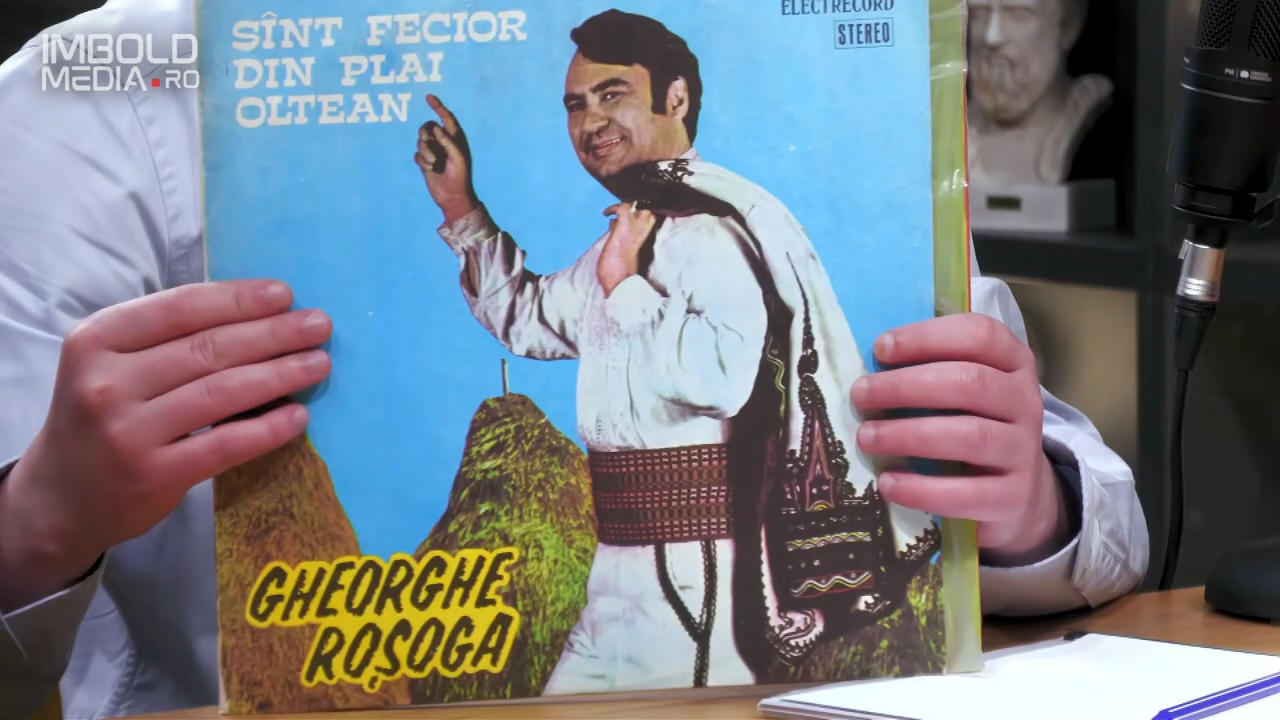 IMBOLD
MEDIA.RO
SÎNT FECIOR
DIN PLAI
OLTEAN
ELECTRECORD
STEREO
GHEORGHE
ROȘOGA